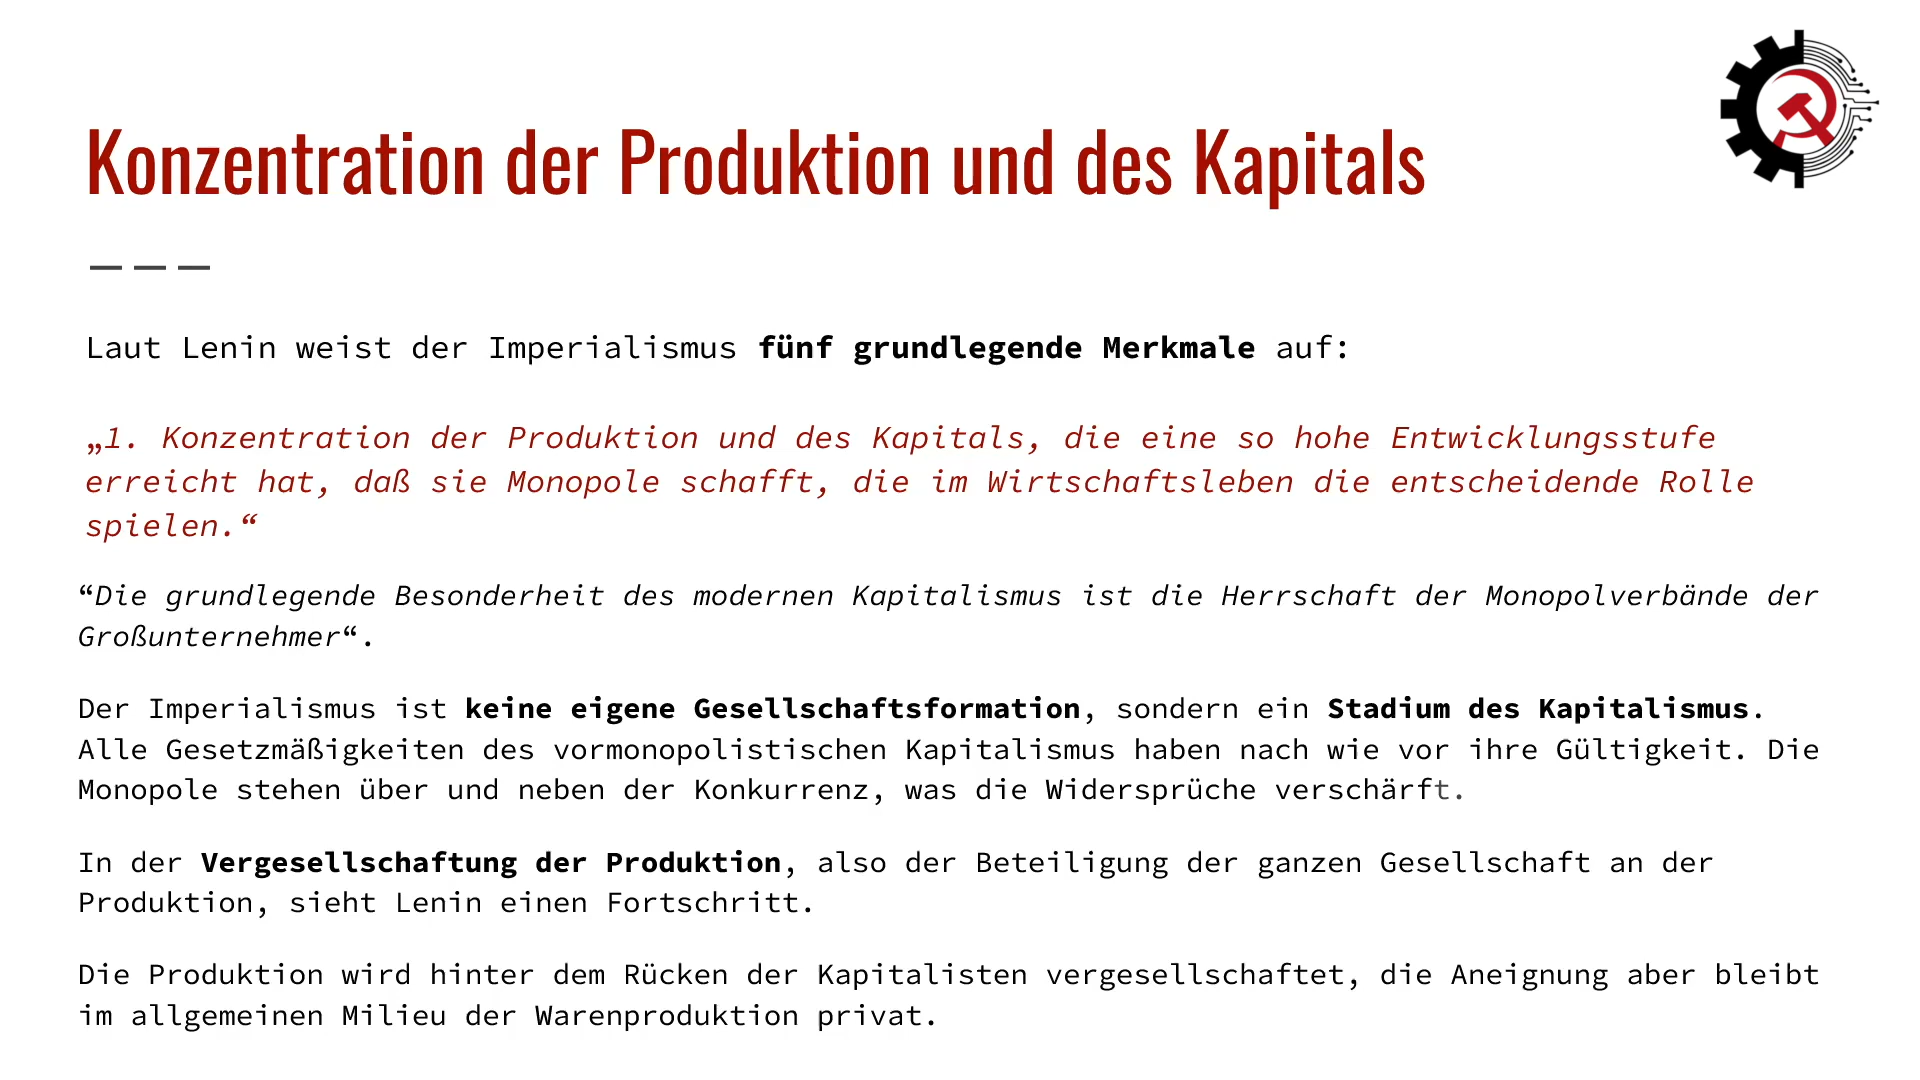 Konzentration der Produktion und des Kapitals
Laut Lenin weist der Imperialismus fünf grundlegende Merkmale auf:
„1. Konzentration der Produktion und des Kapitals, die eine so hohe Entwicklungsstufe
erreicht hat, daß sie Monopole schafft, die im Wirtschaftsleben die entscheidende Rolle
spielen.“
“Die grundlegende Besonderheit des modernen Kapitalismus ist die Herrschaft der Monopolverbände der
Großunternehmer“.
Der Imperialismus ist keine eigene Gesellschaftsformation, sondern ein Stadium des Kapitalismus.
Alle Gesetzmäßigkeiten des vormonopolistischen Kapitalismus haben nach wie vor ihre Gültigkeit. Die
Monopole stehen über und neben der Konkurrenz, was die Widersprüche verschärft.
In der Vergesellschaftung der Produktion, also der Beteiligung der ganzen Gesellschaft an der
Produktion, sieht Lenin einen Fortschritt.
Die Produktion wird hinter dem Rücken der Kapitalisten vergesellschaftet, die Aneignung aber bleibt
im allgemeinen Milieu der Warenproduktion privat.